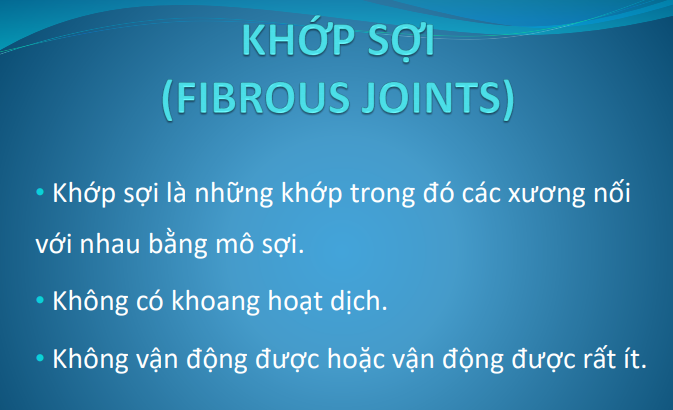 KHỚP SỢI
(FIBROUS JOINTS)
• Khớp sợi là những khớp trong đó các xương nối
với nhau bằng mô sợi.
• Không có khoang hoạt dịch.
• Không vận động được hoặc vận động được rất ít.